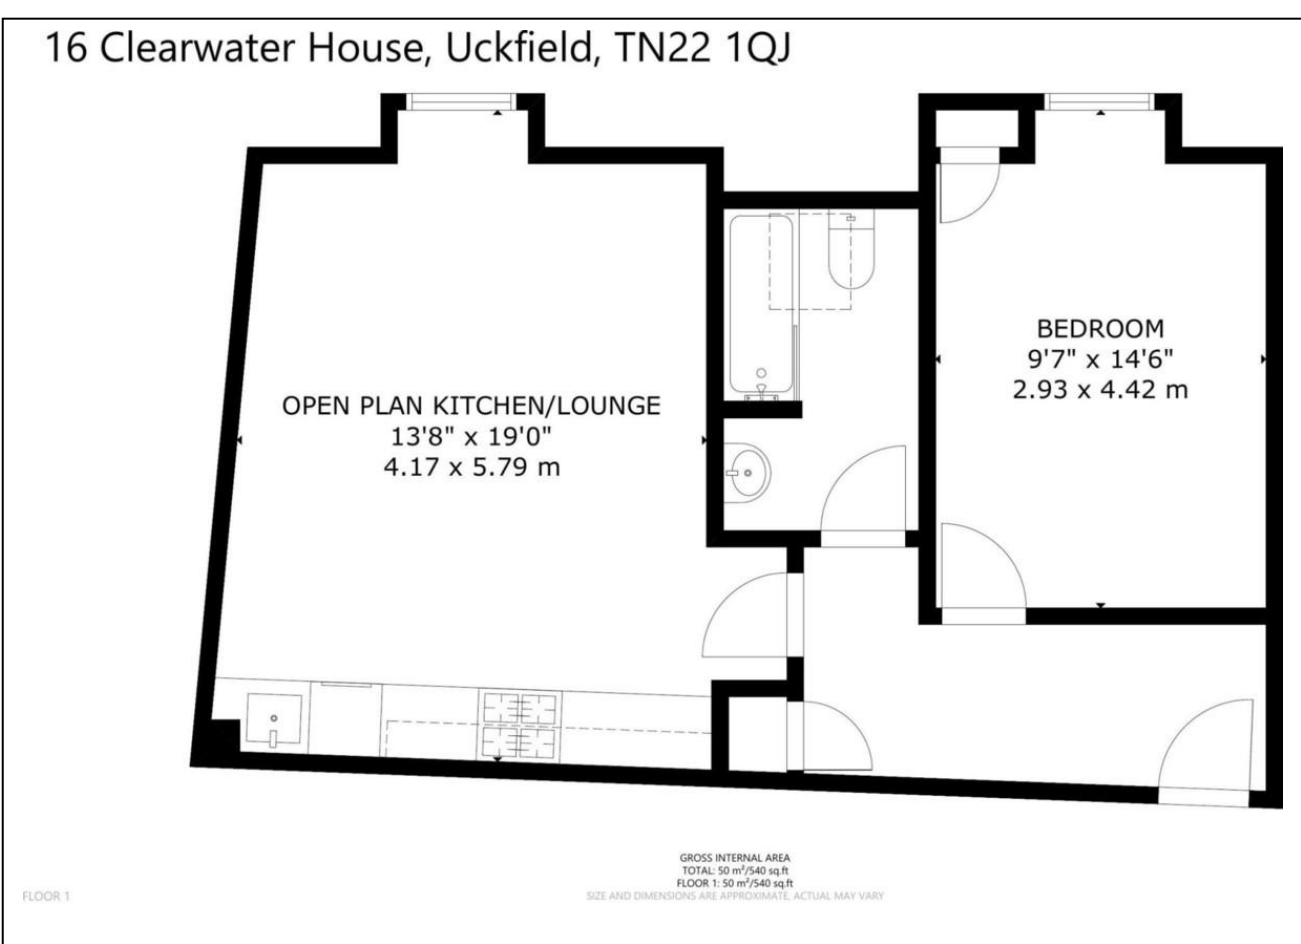 16 Clearwater House, Uckfield, TN22 1QJ
BEDROOM
9'7" x 14'6"
2.93 x 4.42 m
OPEN PLAN KITCHEN/LOUNGE
13'8" x 19'0"
4.17 x 5.79 m
GROSS INTERNAL AREA
TOTAL: 50 m²/540 sq.ft
FLOOR 1: 50 m²/540 sq.ft
SIZE AND DIMENSIONS ARE APPROXIMATE, ACTUAL MAY VARY
FLOOR 1